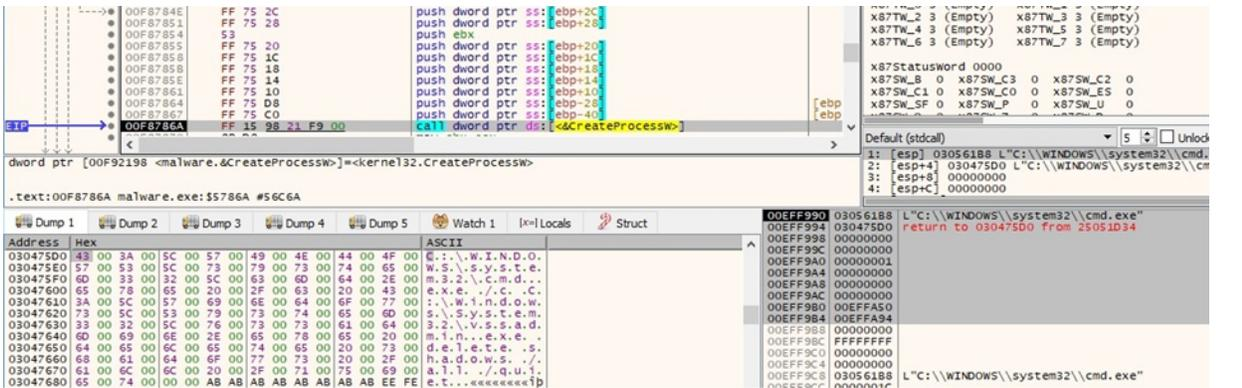 00F8784E FF 75 2C push dword ptr ss:[ebp+2C]
00F87851 FF 75 28 push dword ptr ss:[ebp+28]
00F87854 53 push ebx
00F87855 FF 75 20 push dword ptr ss:[ebp+20]
00F87858 FF 75 1C push dword ptr ss:[ebp+1C]
00F8785B FF 75 18 push dword ptr ss:[ebp+18]
00F8785E FF 75 14 push dword ptr ss:[ebp+14]
00F87861 FF 75 10 push dword ptr ss:[ebp+10]
00F87864 FF 75 D8 push dword ptr ss:[ebp-28] [ebp
00F87867 FF 75 C0 push dword ptr ss:[ebp-40] [ebp
EIP 00F8786A FF 15 98 21 F9 00 call dword ptr ds:[<&CreateProcessW>]
x87TW_2 3 (Empty) x87TW_3 3 (Empty)
x87TW_4 3 (Empty) x87TW_5 3 (Empty)
x87TW_6 3 (Empty) x87TW_7 3 (Empty)
x87StatusWord 0000
x87SW_B 0 x87SW_C3 0 x87SW_C2 0
x87SW_C1 0 x87SW_C0 0 x87SW_ES 0
x87SW_SF 0 x87SW_P 0 x87SW_U 0
Default (stdcall) 5 Unlock
1: [esp] 030561B8 L"C:\\WINDOWS\\system32\\cmd.
2: [esp+4] 030475D0 L"C:\\WINDOWS\\system32\\cm
3: [esp+8] 00000000
4: [esp+C] 00000000
dword ptr [00F92198 <malware.&CreateProcessW>]=<kernel32.CreateProcessW>
.text:00F8786A malware.exe:$5786A #56C6A
Dump 1 Dump 2 Dump 3 Dump 4 Dump 5 Watch 1 [x=] Locals Struct
Address Hex ASCII
030475D0 43 00 3A 00 5C 00 57 00 49 00 4E 00 44 00 4F 00 C.:.\.W.I.N.D.O.
030475E0 57 00 53 00 5C 00 73 00 79 00 73 00 74 00 65 00 W.S.\.s.y.s.t.e.
030475F0 6D 00 33 00 32 00 5C 00 63 00 6D 00 64 00 2E 00 m.3.2.\.c.m.d...
03047600 65 00 78 00 65 00 20 00 2F 00 63 00 20 00 43 00 e.x.e. ./.c. .C.
03047610 3A 00 5C 00 57 00 69 00 6E 00 64 00 6F 00 77 00 :.\.W.i.n.d.o.w.
03047620 73 00 5C 00 53 00 79 00 73 00 74 00 65 00 6D 00 s.\.S.y.s.t.e.m.
03047630 33 00 32 00 5C 00 76 00 73 00 73 00 61 00 64 00 3.2.\.v.s.s.a.d.
03047640 6D 00 69 00 6E 00 2E 00 65 00 78 00 65 00 20 00 m.i.n...e.x.e. .
03047650 64 00 65 00 6C 00 65 00 74 00 65 00 20 00 73 00 d.e.l.e.t.e. .s.
03047660 68 00 61 00 64 00 6F 00 77 00 73 00 20 00 2F 00 h.a.d.o.w.s. ./.
03047670 61 00 6C 00 6C 00 20 00 2F 00 71 00 75 00 69 00 a.l.l. ./.q.u.i.
03047680 65 00 74 00 00 00 AB AB AB AB AB AB AB AB EE FE e.t...««««««««îþ
00EFF990 030561B8 L"C:\\WINDOWS\\system32\\cmd.exe"
00EFF994 030475D0 return to 030475D0 from 25051D34
00EFF998 00000000
00EFF99C 00000000
00EFF9A0 00000001
00EFF9A4 00000000
00EFF9A8 00000000
00EFF9AC 00000000
00EFF9B0 00EFFA50
00EFF9B4 00EFFA94
00EFF9B8 00000000
00EFF9BC FFFFFFFF
00EFF9C0 00000000
00EFF9C4 00000000
00EFF9C8 030561B8 L"C:\\WINDOWS\\system32\\cmd.exe"